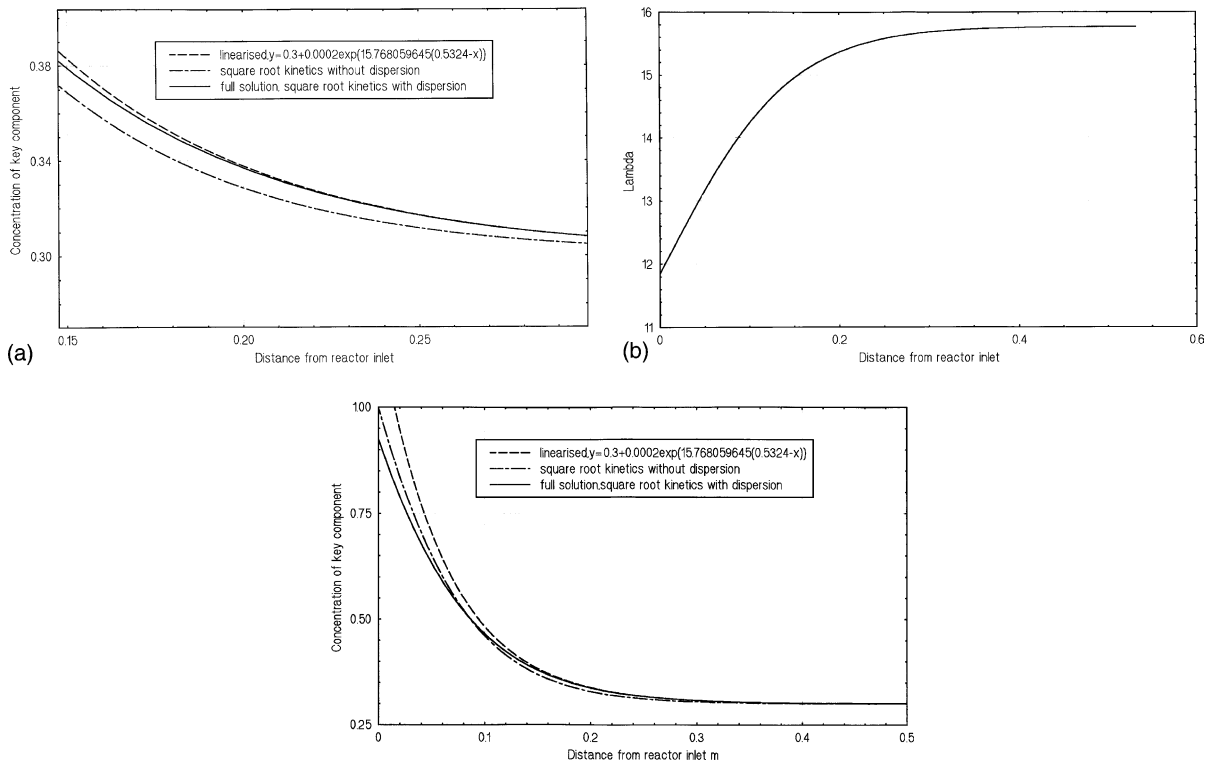 linearised,y=0.3+0.0002exp{15.768059645(0.5324-x)}
square root kinetics without dispersion
full solution, square root kinetics with dispersion
Concentration of key component
0.38
0.34
0.30
0.15
0.20
0.25
Distance from reactor inlet
(a)
16
15
14
13
12
11
Lambda
0
0.2
0.4
0.6
Distance from reactor inlet
(b)
linearised,y=0.3+0.0002exp{15.768059645(0.5324-x)}
square root kinetics without dispersion
full solution,square root kinetics with dispersion
Concentration of key component
1.00
0.75
0.50
0.25
0
0.1
0.2
0.3
0.4
0.5
Distance from reactor inlet m